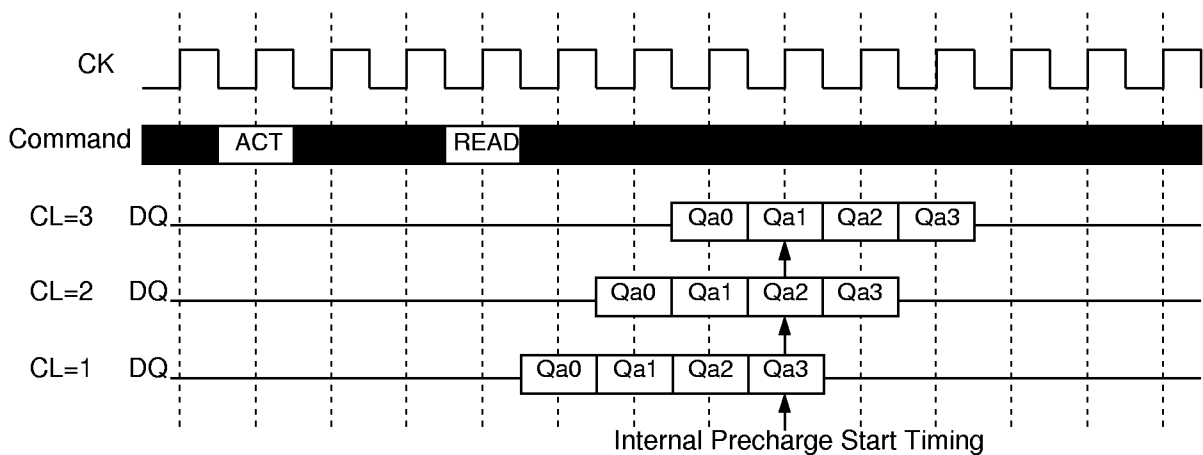 CK
Command ACT READ
CL=3 DQ Qa0 Qa1 Qa2 Qa3
CL=2 DQ Qa0 Qa1 Qa2 Qa3
CL=1 DQ Qa0 Qa1 Qa2 Qa3
Internal Precharge Start Timing